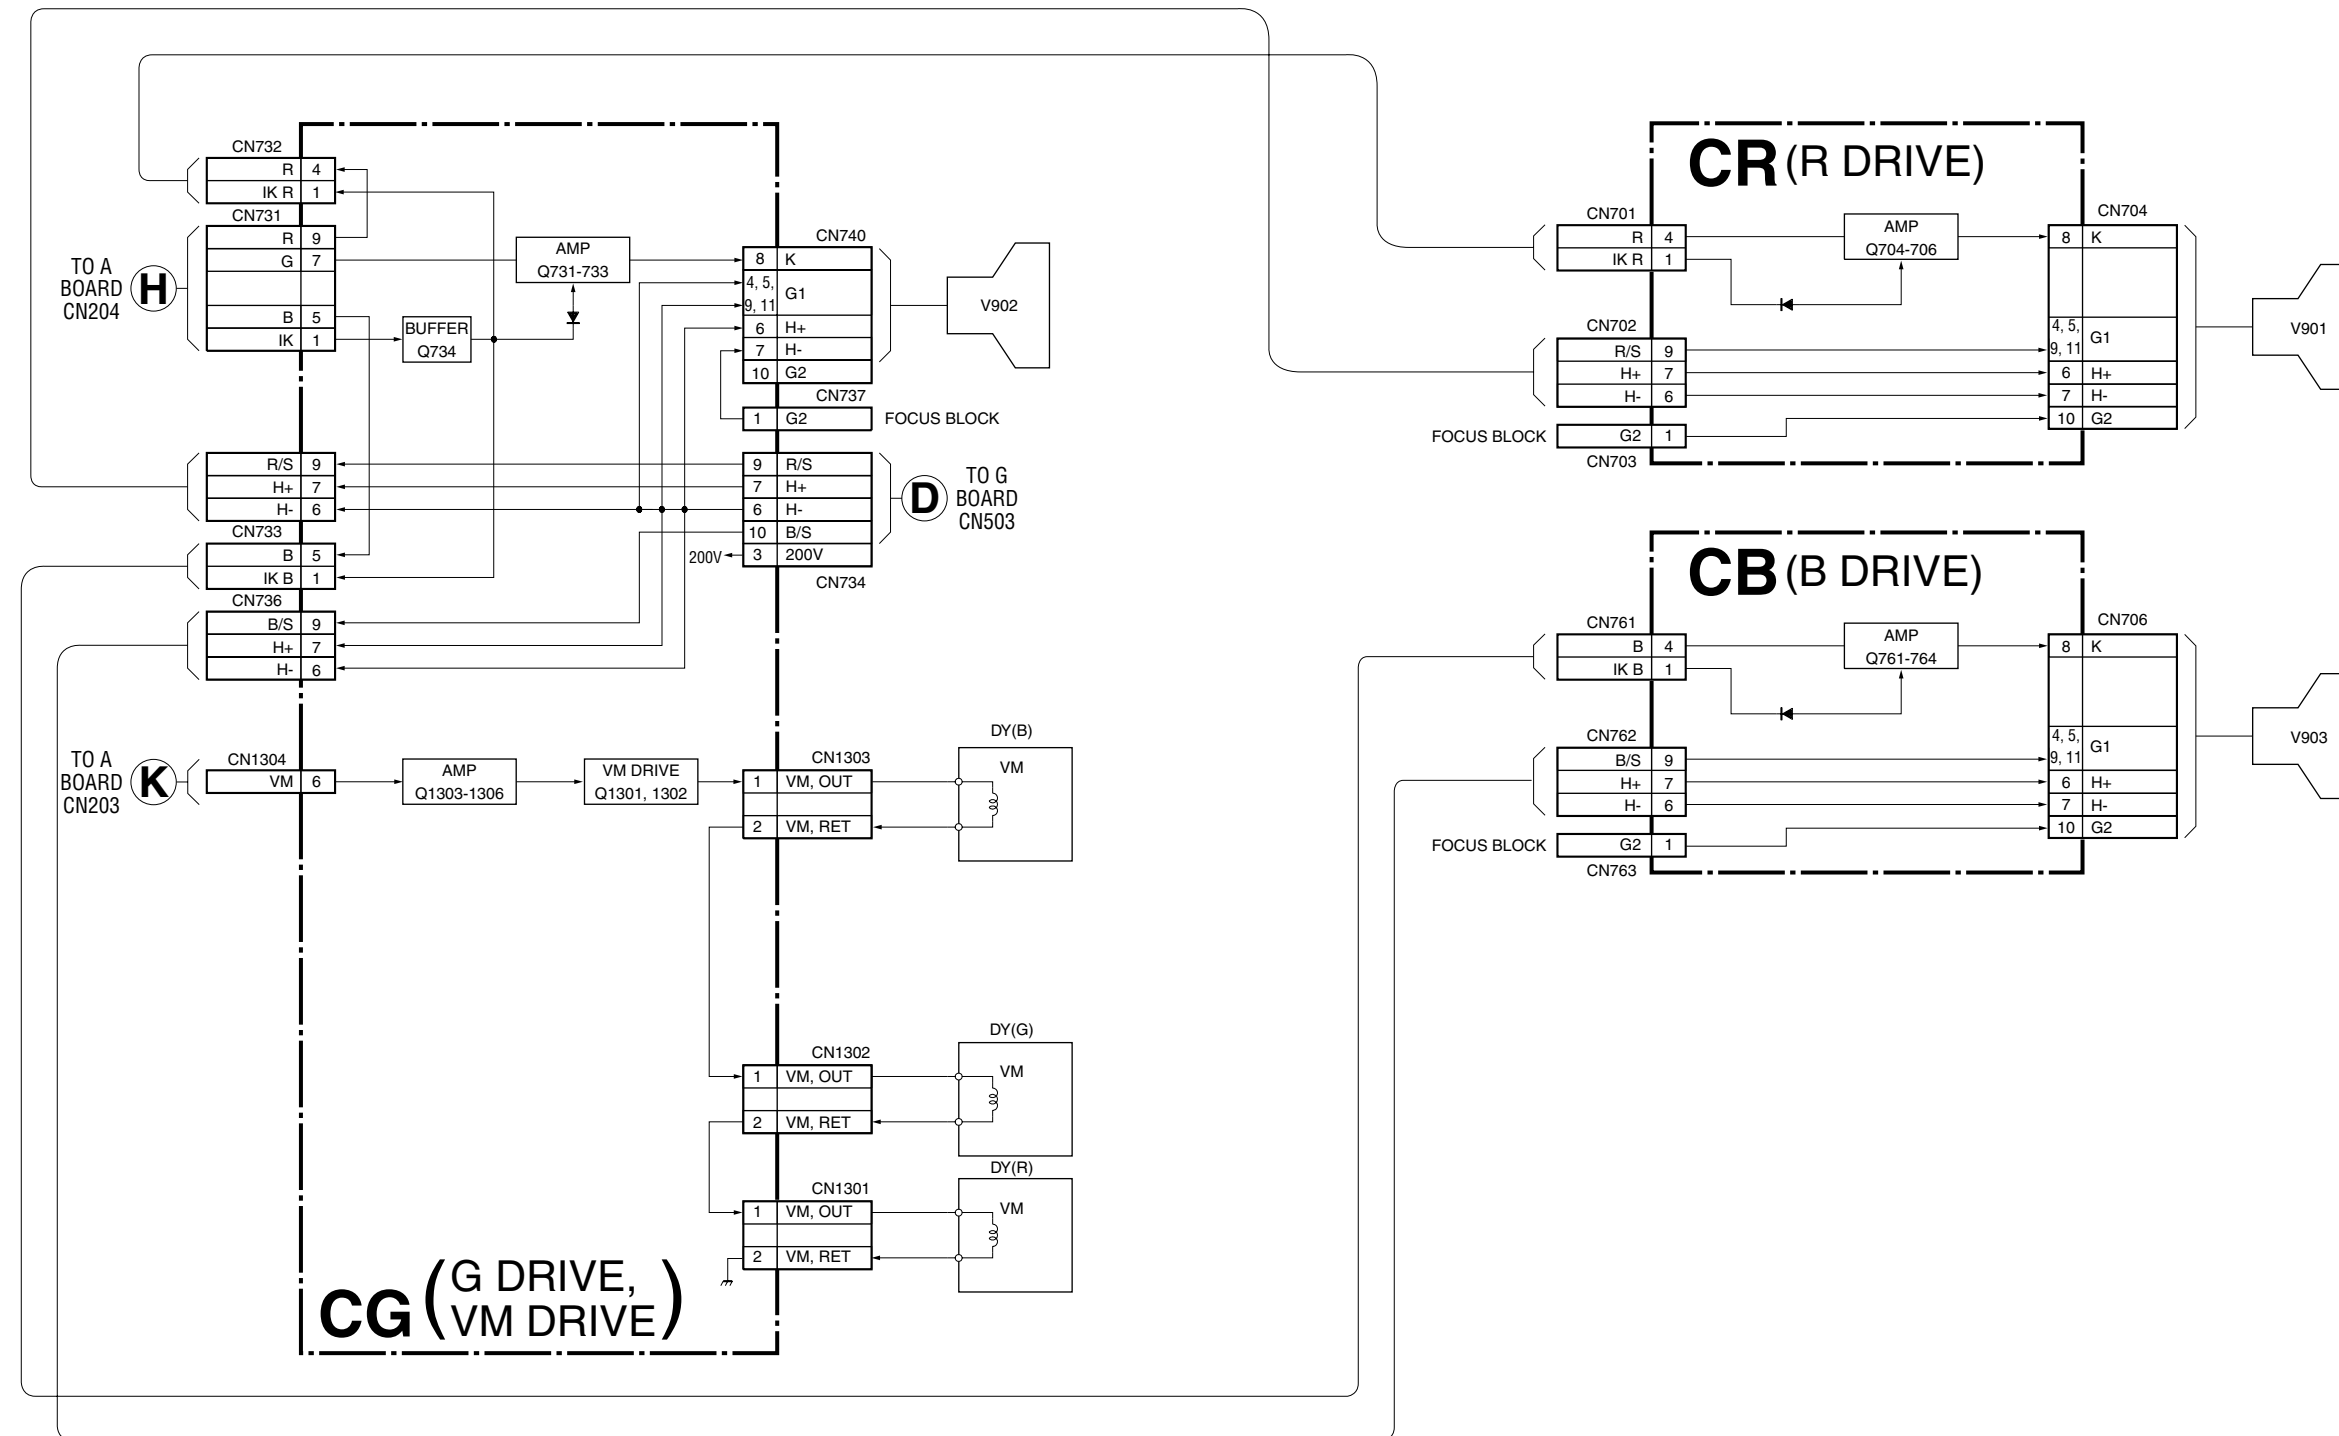 CN732
R 4
IK R 1
CN731
R 9
G 7
B 5
IK 1
TO A
BOARD
CN204
H
AMP
Q731-733
BUFFER
Q734
CN740
8 K
4, 5,
9, 11
G1
6 H+
7 H-
10 G2
CN737
1 G2
FOCUS BLOCK
V902
R/S 9
H+ 7
H- 6
CN733
B 5
IK B 1
CN736
B/S 9
H+ 7
H- 6
9 R/S
7 H+
6 H-
10 B/S
200V 3 200V
CN734
D
TO G
BOARD
CN503
TO A
BOARD
CN203
K
CN1304
VM 6
AMP
Q1303-1306
VM DRIVE
Q1301, 1302
CN1303
1 VM, OUT
2 VM, RET
DY(B)
VM
CN1302
1 VM, OUT
2 VM, RET
DY(G)
VM
CN1301
1 VM, OUT
2 VM, RET
DY(R)
VM
CG (G DRIVE,
VM DRIVE)
CR (R DRIVE)
CN701
R 4
IK R 1
AMP
Q704-706
CN704
8 K
4, 5,
9, 11
G1
6 H+
7 H-
10 G2
CN702
R/S 9
H+ 7
H- 6
FOCUS BLOCK
G2 1
CN703
V901
CB (B DRIVE)
CN761
B 4
IK B 1
AMP
Q761-764
CN706
8 K
4, 5,
9, 11
G1
6 H+
7 H-
10 G2
CN762
B/S 9
H+ 7
H- 6
FOCUS BLOCK
G2 1
CN763
V903